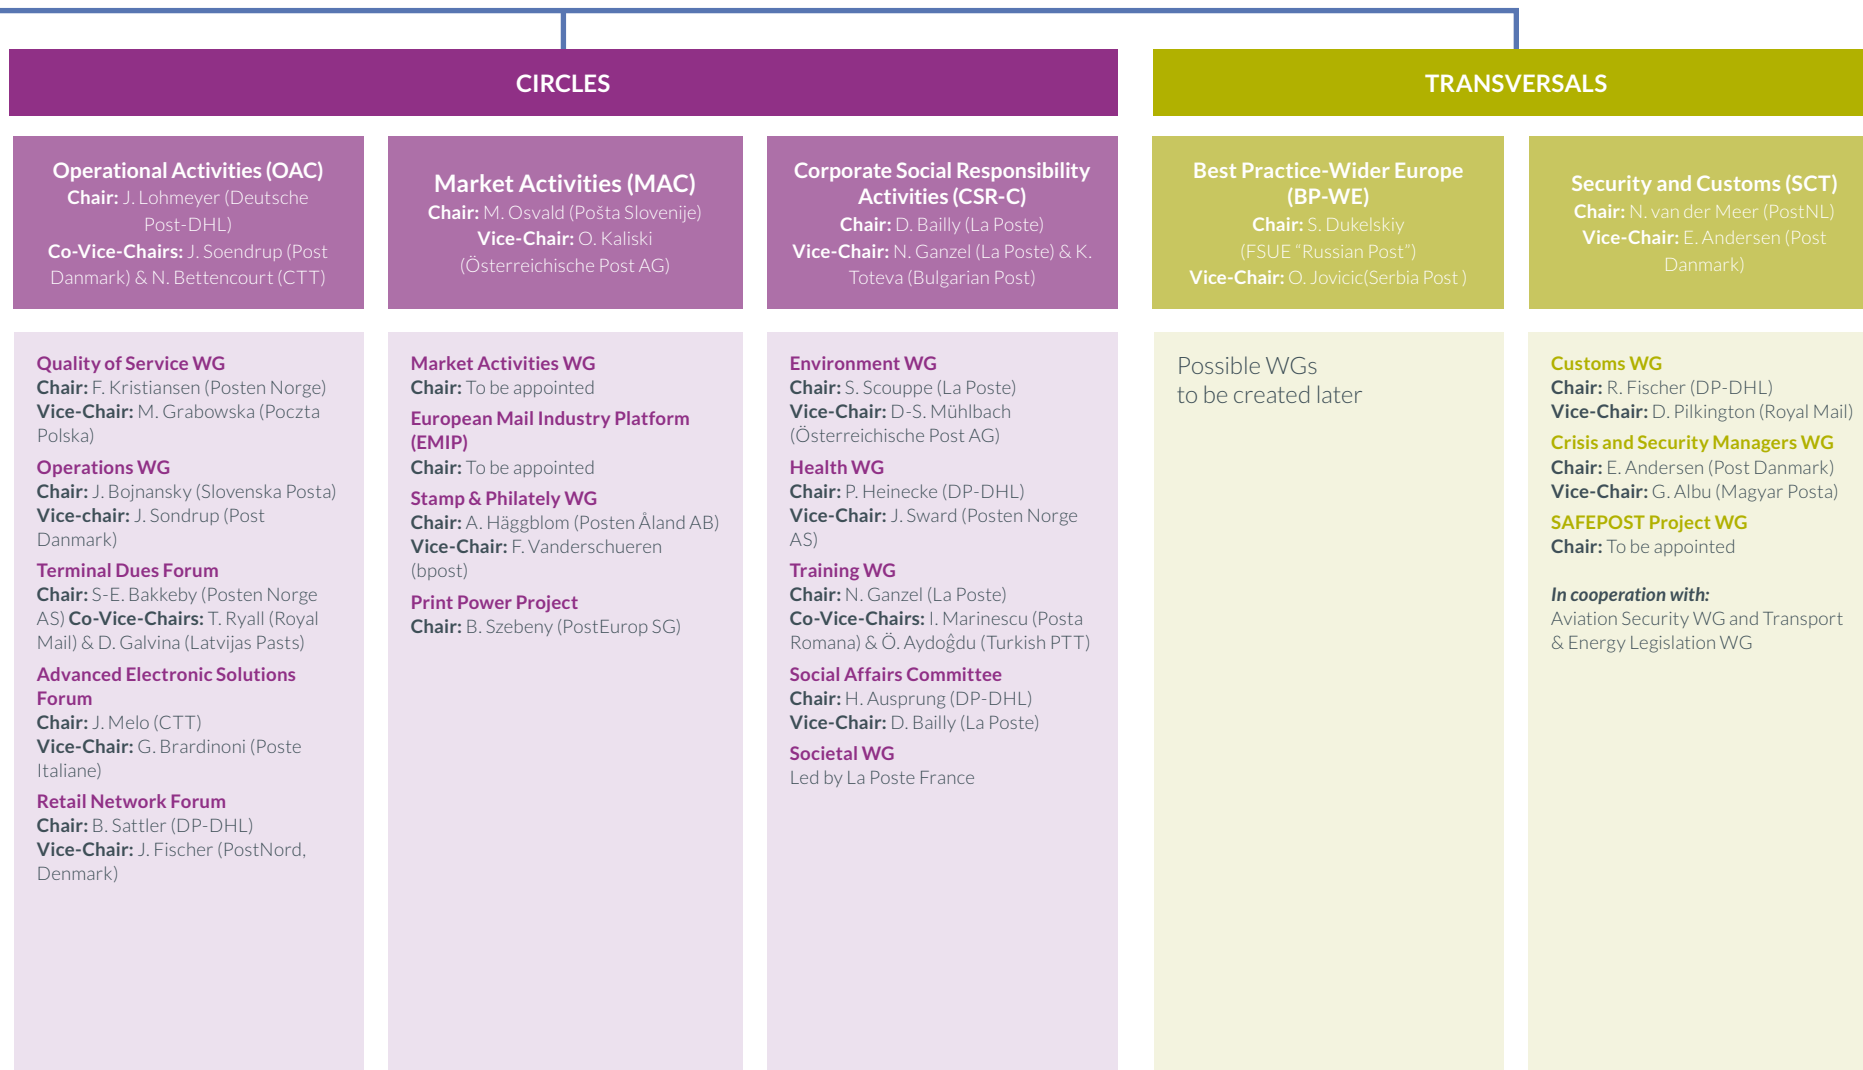 CIRCLES
Operational Activities (OAC)
Chair: J. Lohmeyer (Deutsche
Post-DHL)
Co-Vice-Chairs: J. Soendrup (Post
Danmark) & N. Bettencourt (CTT)
Quality of Service WG
Chair: F. Kristiansen (Posten Norge)
Vice-Chair: M. Grabowska (Poczta
Polska)
Operations WG
Chair: J. Bojnansky (Slovenska Posta)
Vice-chair: J. Sondrup (Post
Danmark)
Terminal Dues Forum
Chair: S-E. Bakkeby (Posten Norge
AS) Co-Vice-Chairs: T. Ryall (Royal
Mail) & D. Galvina (Latvijas Pasts)
Advanced Electronic Solutions
Forum
Chair: J. Melo (CTT)
Vice-Chair: G. Brardinoni (Poste
Italiane)
Retail Network Forum
Chair: B. Sattler (DP-DHL)
Vice-Chair: J. Fischer (PostNord,
Denmark)
Market Activities (MAC)
Chair: M. Osvald (Pošta Slovenije)
Vice-Chair: O. Kaliski
(Österreichische Post AG)
Market Activities WG
Chair: To be appointed
European Mail Industry Platform
(EMIP)
Chair: To be appointed
Stamp & Philately WG
Chair: A. Häggblom (Posten Åland AB)
Vice-Chair: F. Vanderschueren
(bpost)
Print Power Project
Chair: B. Szebeny (PostEurop SG)
Corporate Social Responsibility
Activities (CSR-C)
Chair: D. Bailly (La Poste)
Vice-Chair: N. Ganzel (La Poste) & K.
Toteva (Bulgarian Post)
Environment WG
Chair: S. Scouppe (La Poste)
Vice-Chair: D-S. Mühlbach
(Österreichische Post AG)
Health WG
Chair: P. Heinecke (DP-DHL)
Vice-Chair: J. Sward (Posten Norge
AS)
Training WG
Chair: N. Ganzel (La Poste)
Co-Vice-Chairs: I. Marinescu (Posta
Romana) & Ö. Aydoĝdu (Turkish PTT)
Social Affairs Committee
Chair: H. Ausprung (DP-DHL)
Vice-Chair: D. Bailly (La Poste)
Societal WG
Led by La Poste France
TRANSVERSALS
Best Practice-Wider Europe
(BP-WE)
Chair: S. Dukelskiy
(FSUE “Russian Post”)
Vice-Chair: O. Jovicic(Serbia Post )
Possible WGs
to be created later
Security and Customs (SCT)
Chair: N. van der Meer (PostNL)
Vice-Chair: E. Andersen (Post
Danmark)
Customs WG
Chair: R. Fischer (DP-DHL)
Vice-Chair: D. Pilkington (Royal Mail)
Crisis and Security Managers WG
Chair: E. Andersen (Post Danmark)
Vice-Chair: G. Albu (Magyar Posta)
SAFEPOST Project WG
Chair: To be appointed
In cooperation with:
Aviation Security WG and Transport
& Energy Legislation WG